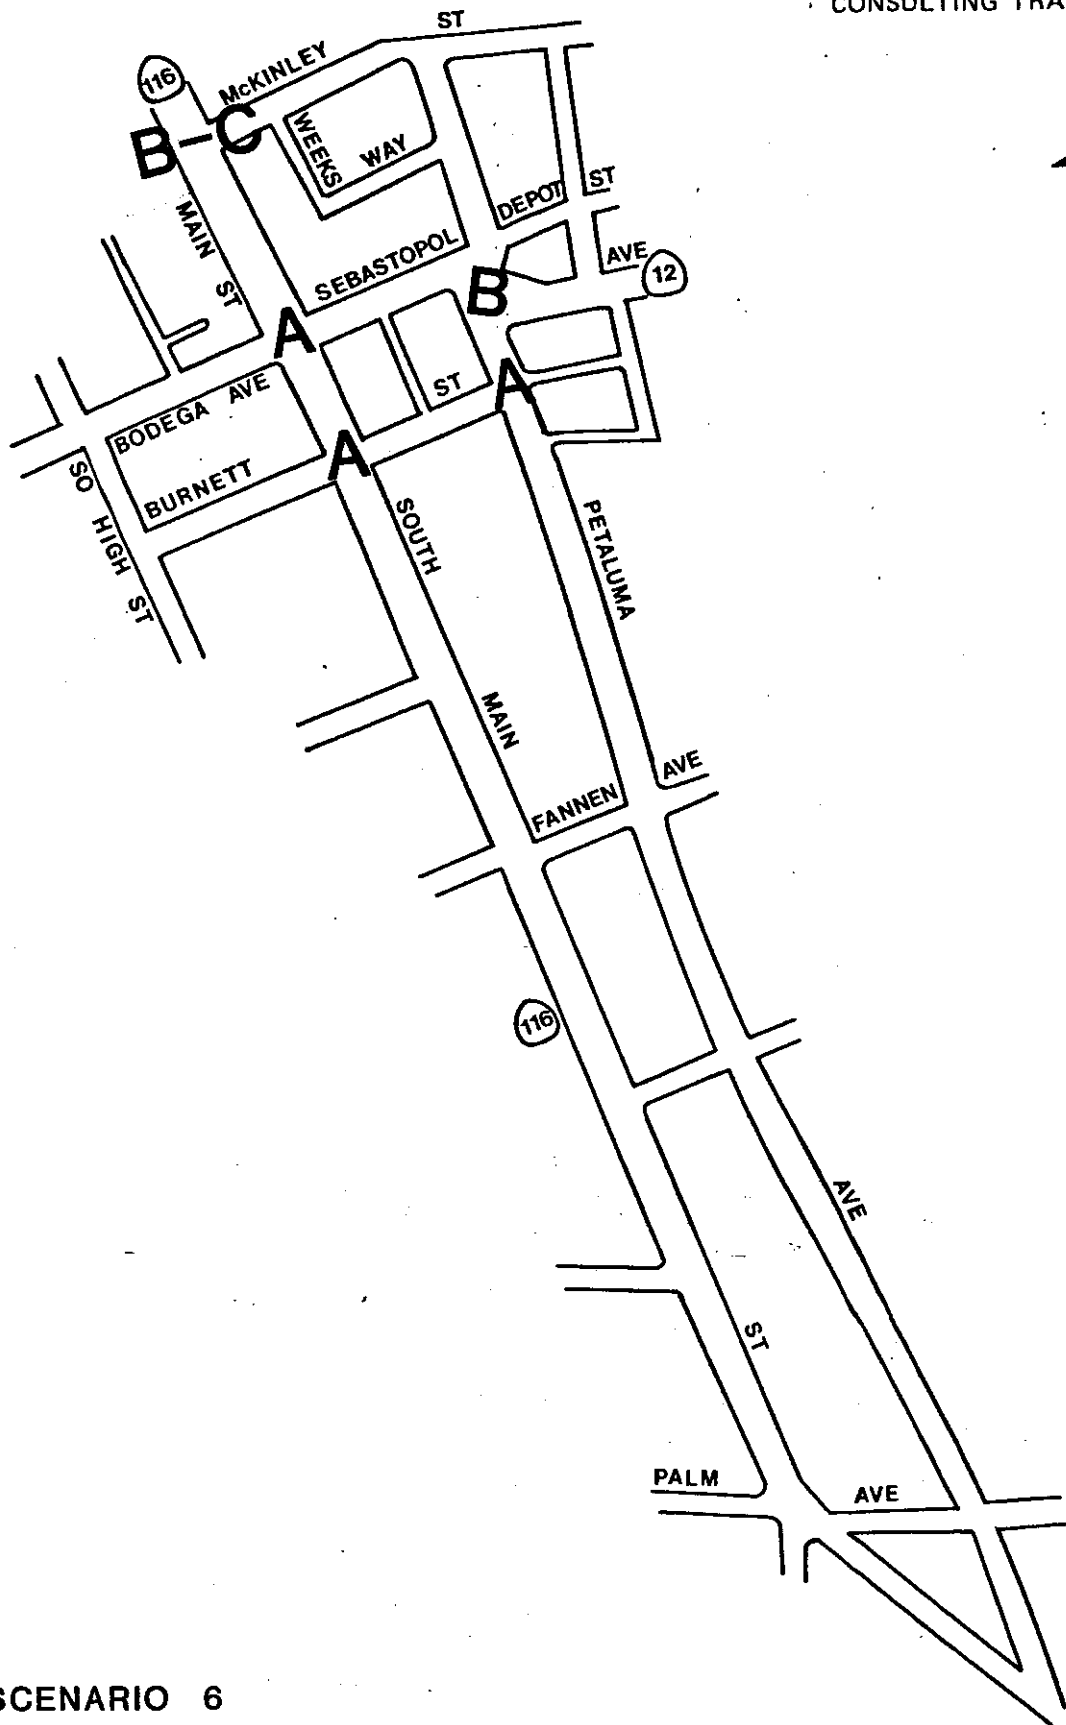 CONSULTING TRA
ST
McKINLEY
116
B-C
WEEKS
WAY
DEPOT
ST
MAIN
ST
SEBASTOPOL
AVE
12
B
A
A
ST
BODEGA AVE
BURNETT
A
SO
HIGH
ST
SOUTH
PETALUMA
MAIN
AVE
FANNEN
116
AVE
ST
PALM
AVE
SCENARIO 6